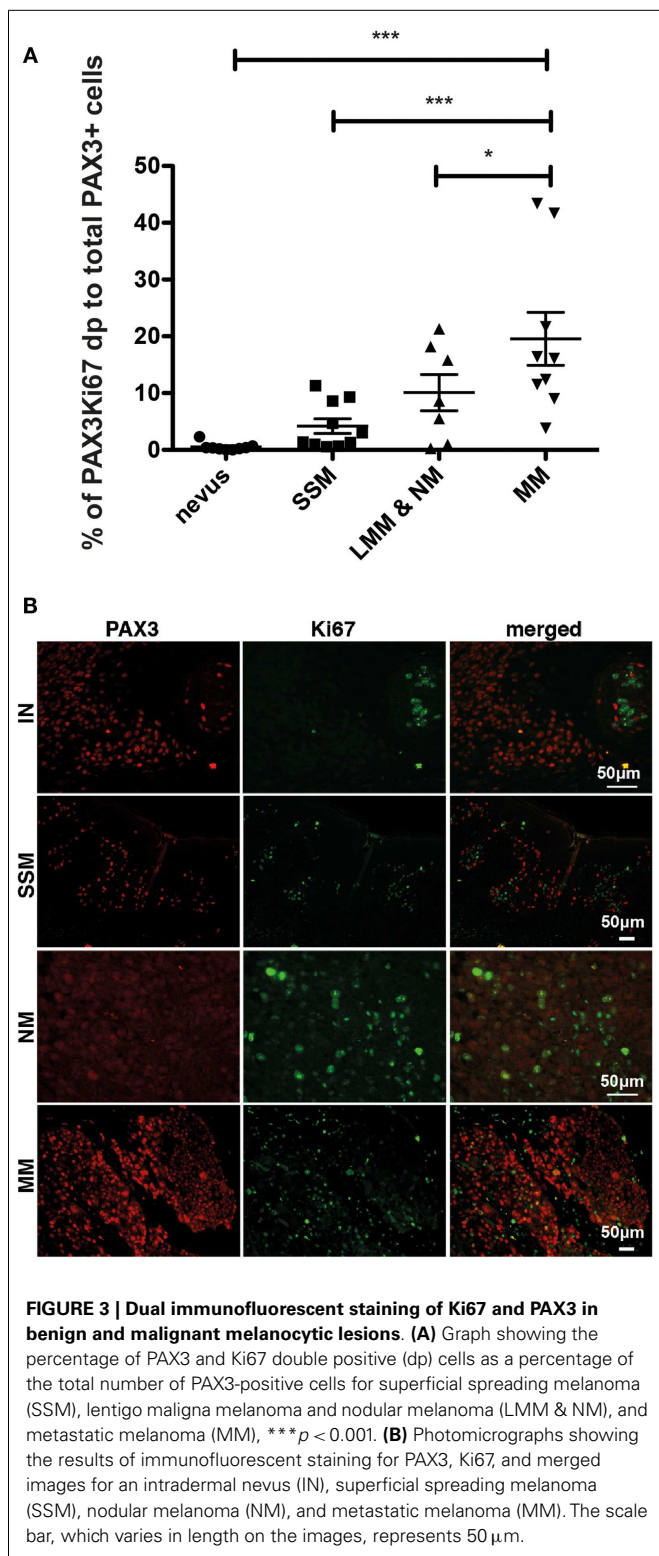 A
***
***
*
% of PAX3Ki67 dp to total PAX3+ cells
50
40
30
20
10
0
nevus
SSM
LMM & NM
MM
B
PAX3 Ki67 merged
IN
50µm
SSM
50µm
NM
50µm
MM
50µm
FIGURE 3 | Dual immunofluorescent staining of Ki67 and PAX3 in
benign and malignant melanocytic lesions. (A) Graph showing the
percentage of PAX3 and Ki67 double positive (dp) cells as a percentage of
the total number of PAX3-positive cells for superficial spreading melanoma
(SSM), lentigo maligna melanoma and nodular melanoma (LMM & NM), and
metastatic melanoma (MM), ***p < 0.001. (B) Photomicrographs showing
the results of immunofluorescent staining for PAX3, Ki67, and merged
images for an intradermal nevus (IN), superficial spreading melanoma
(SSM), nodular melanoma (NM), and metastatic melanoma (MM). The scale
bar, which varies in length on the images, represents 50 µm.